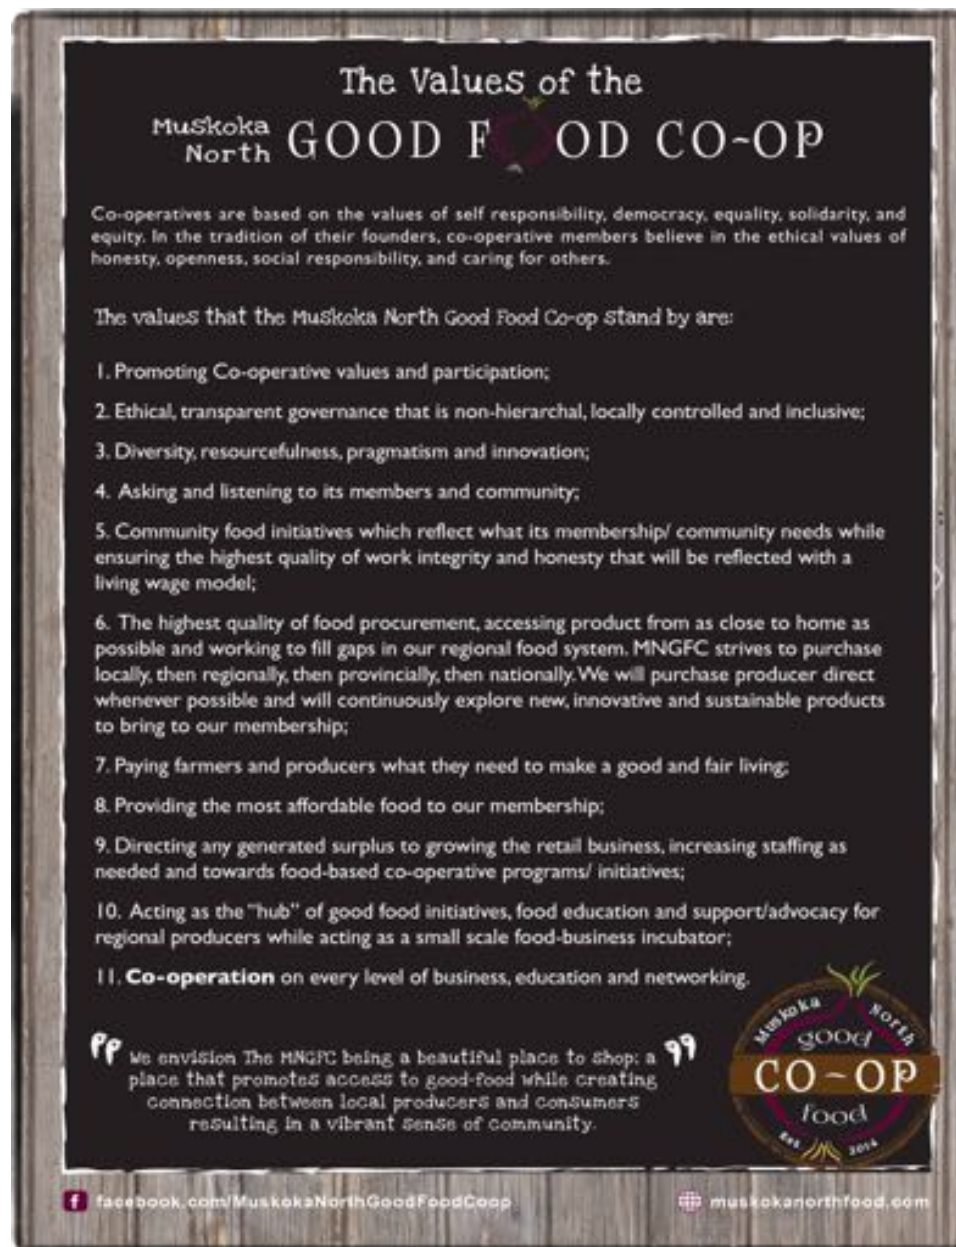 The Values of the
Muskoka
North
GOOD FOOD CO-OP
Co-operatives are based on the values of self responsibility, democracy, equality, solidarity, and
equity. In the tradition of their founders, co-operative members believe in the ethical values of
honesty, openness, social responsibility, and caring for others.
The values that the Muskoka North Good Food Co-op stand by are:
1. Promoting Co-operative values and participation;
2. Ethical, transparent governance that is non-hierarchal, locally controlled and inclusive;
3. Diversity, resourcefulness, pragmatism and innovation;
4. Asking and listening to its members and community;
5. Community food initiatives which reflect what its membership/ community needs while
ensuring the highest quality of work integrity and honesty that will be reflected with a
living wage model;
6. The highest quality of food procurement, accessing product from as close to home as
possible and working to fill gaps in our regional food system. MNGFC strives to purchase
locally, then regionally, then provincially, then nationally. We will purchase producer direct
whenever possible and will continuously explore new, innovative and sustainable products
to bring to our membership;
7. Paying farmers and producers what they need to make a good and fair living;
8. Providing the most affordable food to our membership;
9. Directing any generated surplus to growing the retail business, increasing staffing as
needed and towards food-based co-operative programs/ initiatives;
10. Acting as the "hub" of good food initiatives, food education and support/advocacy for
regional producers while acting as a small scale food-business incubator;
11. Co-operation on every level of business, education and networking.
"We envision The MNGFC being a beautiful place to shop; a
place that promotes access to good-food while creating
connection between local producers and consumers
resulting in a vibrant sense of community."
Muskoka North
good
CO-OP
food
Est. 2014
facebook.com/MuskokaNorthGoodFoodCoop
muskokanorthfood.com